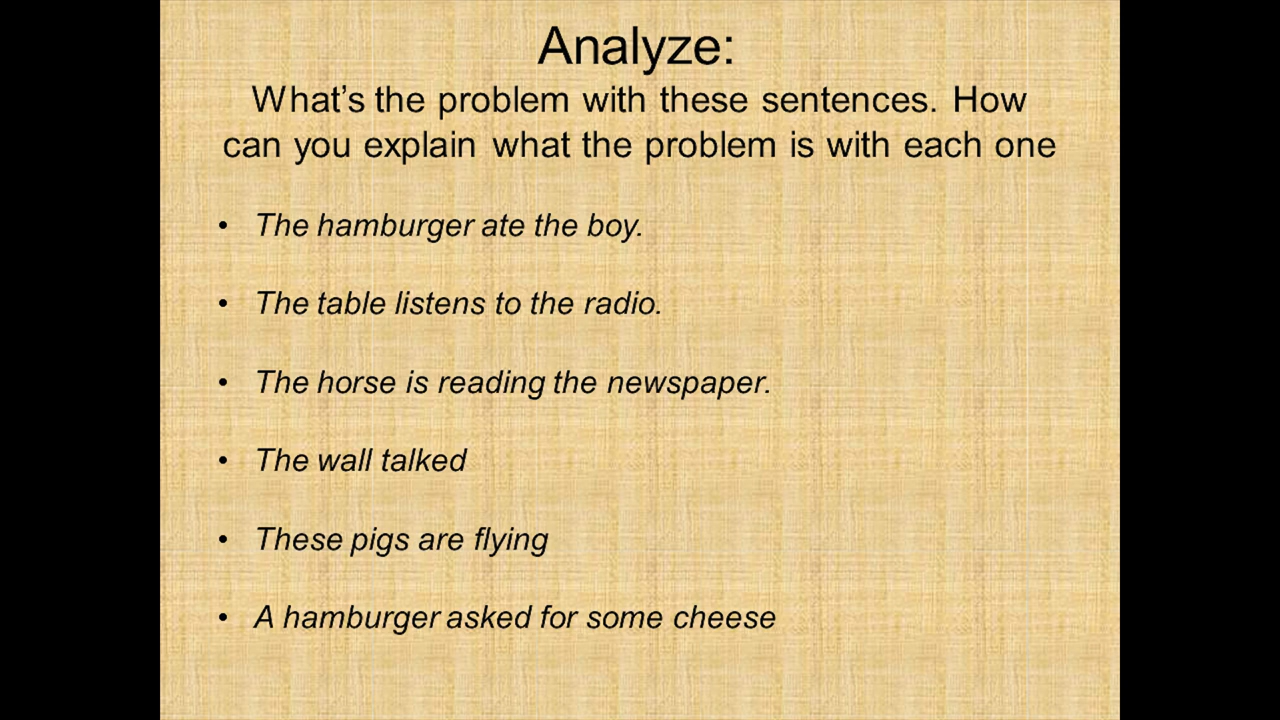 Analyze:
What’s the problem with these sentences. How
can you explain what the problem is with each one
• The hamburger ate the boy.
• The table listens to the radio.
• The horse is reading the newspaper.
• The wall talked
• These pigs are flying
• A hamburger asked for some cheese